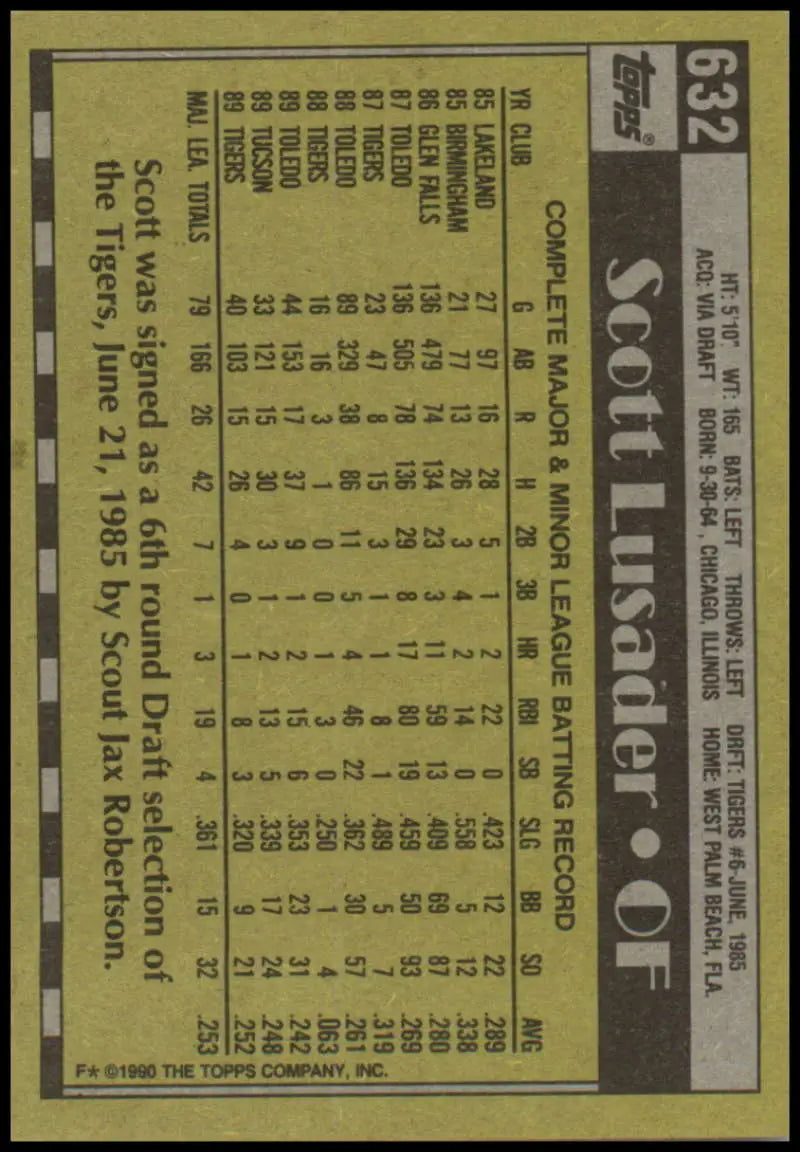 632
HT: 5'10" WT: 165 BATS: LEFT THROWS: LEFT DRFT: TIGERS #6-JUNE, 1985
ACQ: VIA DRAFT BORN: 9-30-64, CHICAGO, ILLINOIS HOME: WEST PALM BEACH, FLA.
topps®
Scott Lusader • OF
COMPLETE MAJOR & MINOR LEAGUE BATTING RECORD
YR CLUB G AB R H 2B 3B HR RBI SB SLG BB SO AVG
85 LAKELAND 27 97 16 28 5 1 2 22 0 .423 12 22 .289
85 BIRMINGHAM 21 77 13 26 3 4 2 14 0 .558 5 12 .338
86 GLEN FALLS 136 479 74 134 23 3 11 59 13 .409 69 87 .280
87 TOLEDO 136 505 78 136 29 8 17 80 19 .459 50 93 .269
87 TIGERS 23 47 8 15 3 1 1 8 1 .489 5 7 .319
88 TOLEDO 89 329 38 86 11 5 4 46 22 .362 30 57 .261
88 TIGERS 16 16 3 1 0 0 1 3 0 .250 1 4 .063
89 TOLEDO 44 153 17 37 9 1 2 15 6 .353 23 31 .242
89 TUCSON 33 121 15 30 3 1 2 13 5 .339 17 24 .248
89 TIGERS 40 103 15 26 4 0 1 8 3 .320 9 21 .252
MAJ. LEA. TOTALS 79 166 26 42 7 1 3 19 4 .361 15 32 .253
Scott was signed as a 6th round Draft selection of
the Tigers, June 21, 1985 by Scout Jax Robertson.
F* ©1990 THE TOPPS COMPANY, INC.